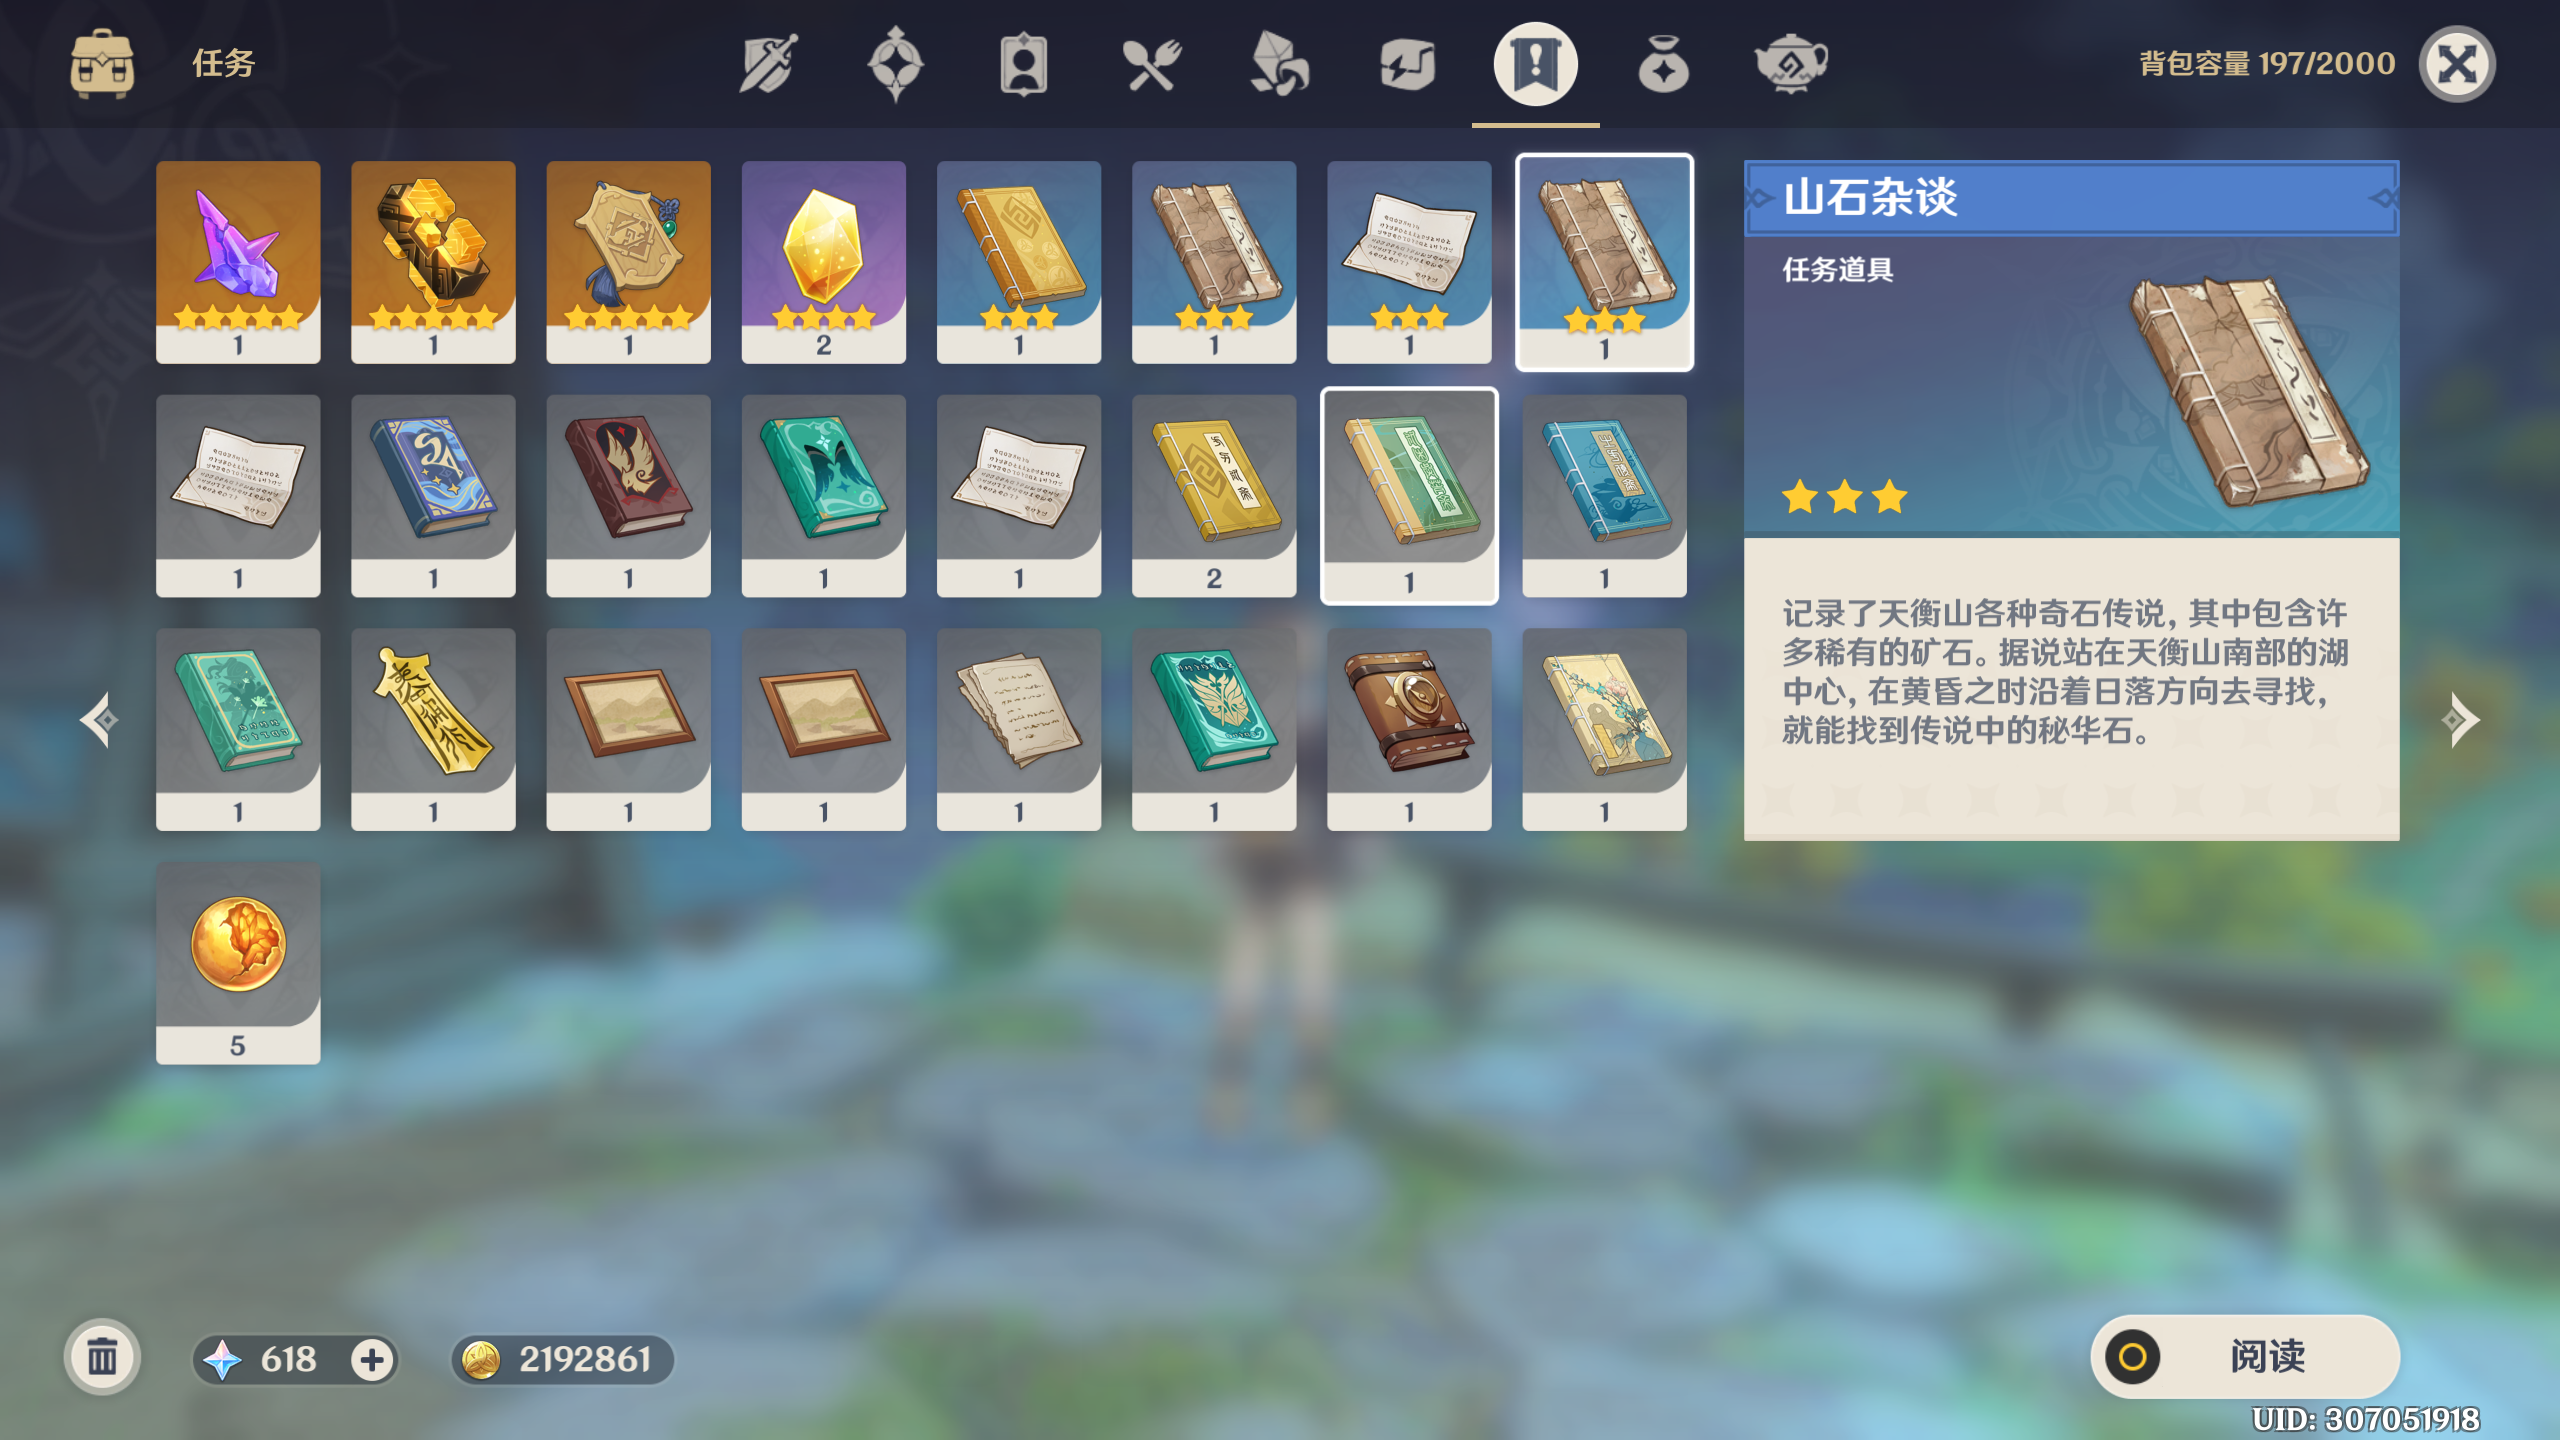 任务
背包容量 197/2000
1
1
1
2
1
1
1
1
山石杂谈
任务道具
1
1
1
1
1
2
1
1
记录了天衡山各种奇石传说，其中包含许
多稀有的矿石。据说站在天衡山南部的湖
中心，在黄昏之时沿着日落方向去寻找，
就能找到传说中的秘华石。
1
1
1
1
1
1
1
1
5
618
2192861
阅读
UID: 307051918